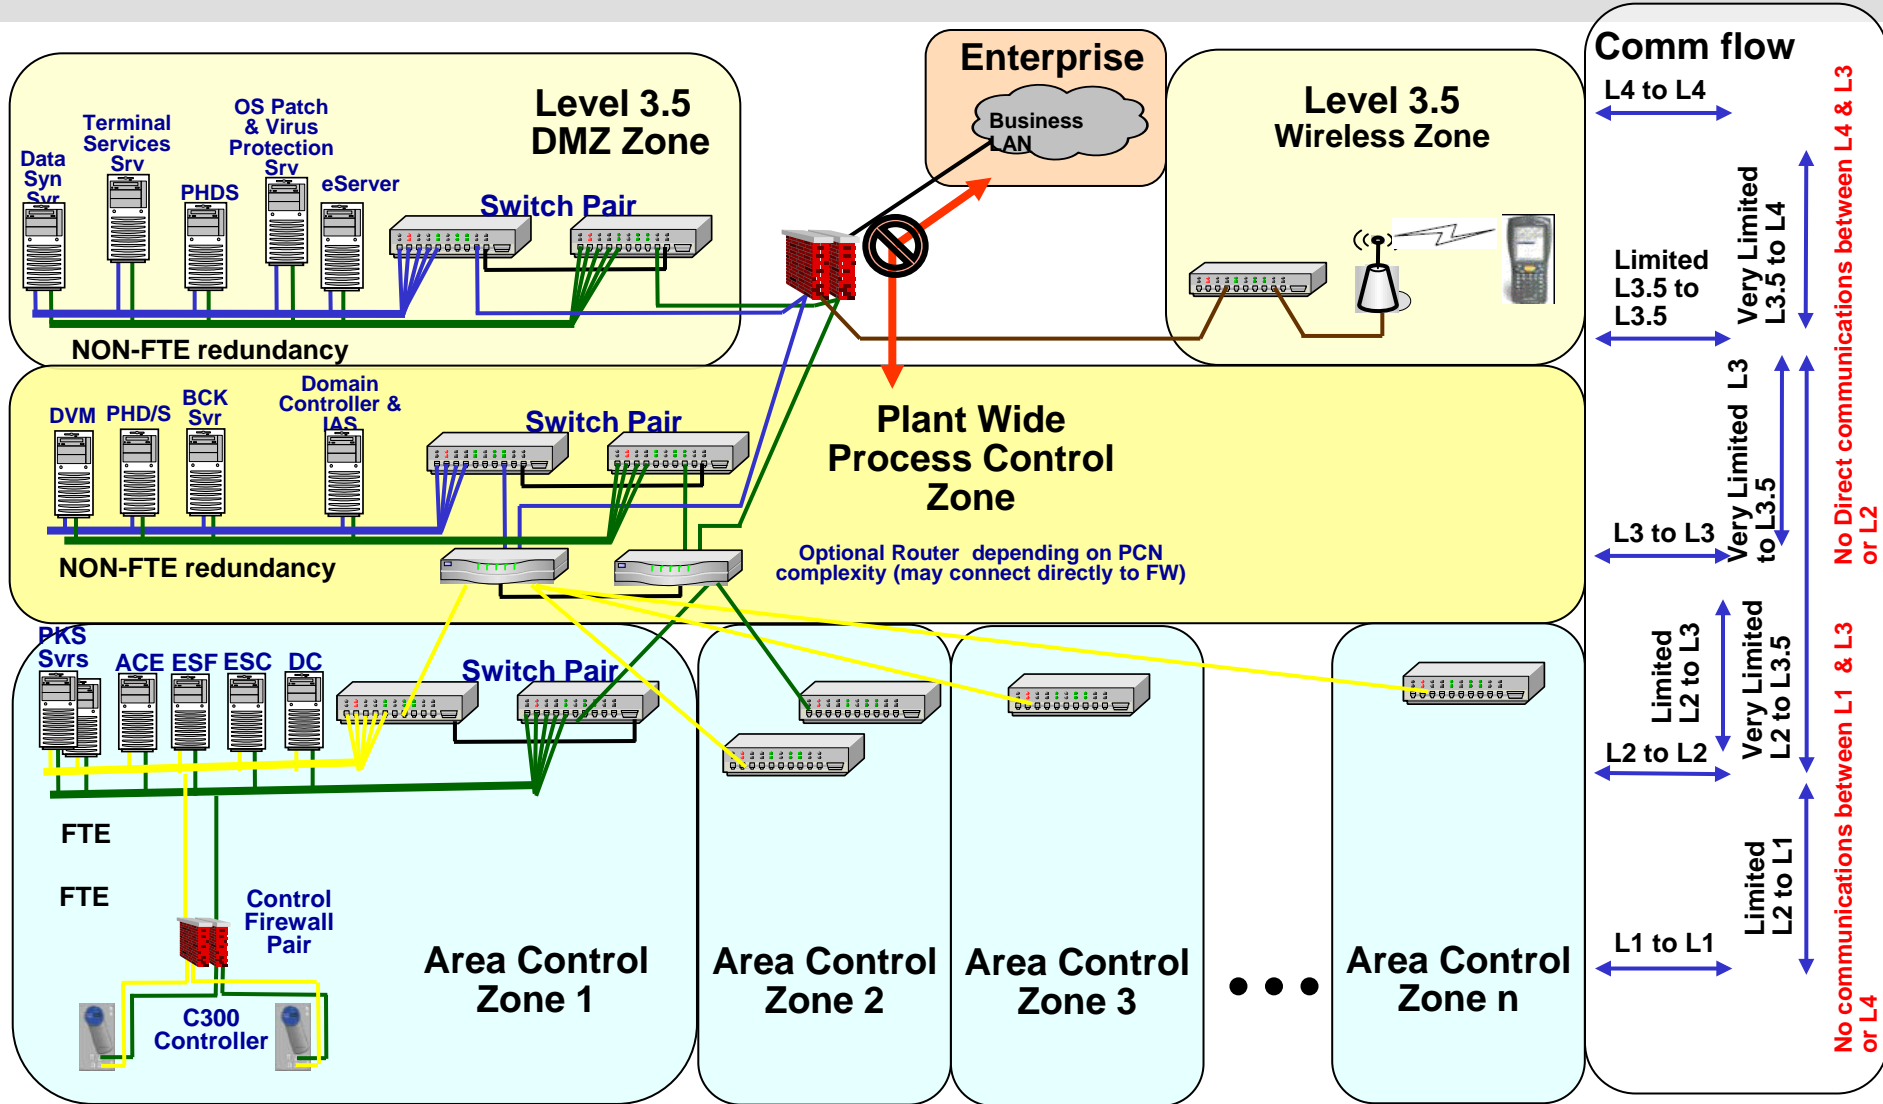 Level 3.5
DMZ Zone
Data
Syn
Svr
Terminal
Services
Srv
PHDS
OS Patch
& Virus
Protection
Srv
eServer
Switch Pair
NON-FTE redundancy
Enterprise
Business
LAN
Level 3.5
Wireless Zone
DVM
PHD/S
BCK
Svr
Domain
Controller &
IAS
Switch Pair
NON-FTE redundancy
Plant Wide
Process Control
Zone
Optional Router depending on PCN
complexity (may connect directly to FW)
PKS
Svrs
ACE
ESF
ESC
DC
Switch Pair
FTE
FTE
Control
Firewall
Pair
C300
Controller
Area Control
Zone 1
Area Control
Zone 2
Area Control
Zone 3
Area Control
Zone n
Comm flow
L4 to L4
Very Limited
L3.5 to L4
Limited
L3.5 to
L3.5
Very Limited L3
to L3.5
L3 to L3
Limited
L2 to L3
Very Limited
L2 to L3.5
L2 to L2
Limited
L2 to L1
L1 to L1
No Direct communications between L4 & L3
or L2
No communications between L1 & L3
or L4